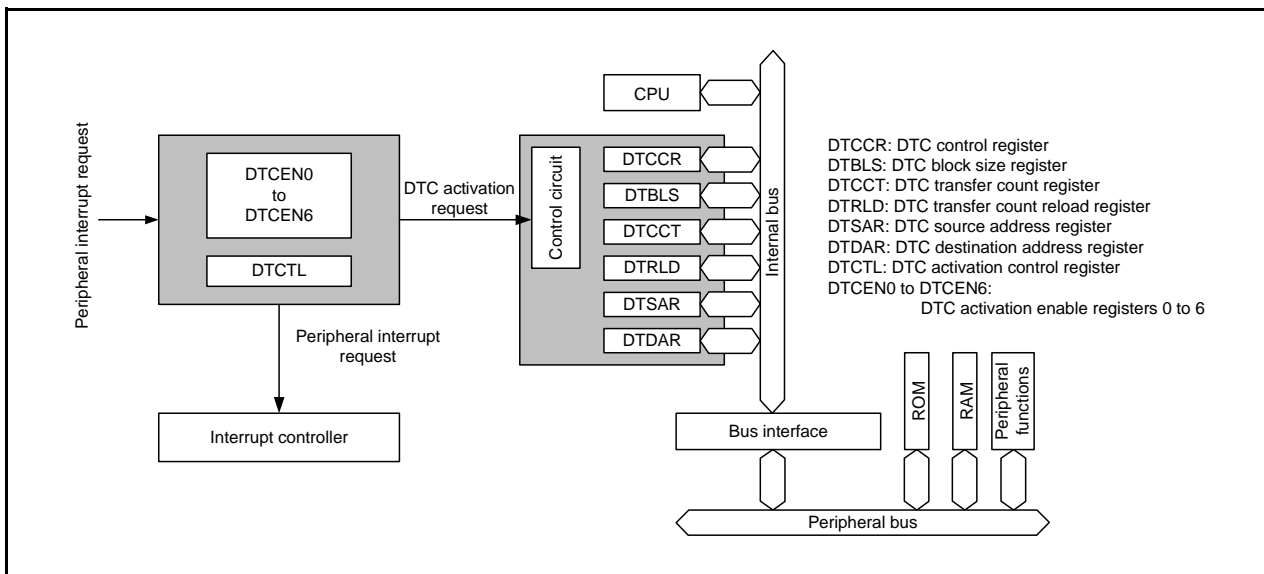 Peripheral interrupt request
DTCEN0
to
DTCEN6
DTCTL
DTC activation
request
Peripheral interrupt
request
Interrupt controller
Control circuit
CPU
DTCCR
DTBLS
DTCCT
DTRLD
DTSAR
DTDAR
Internal bus
DTCCR: DTC control register
DTBLS: DTC block size register
DTCCT: DTC transfer count register
DTRLD: DTC transfer count reload register
DTSAR: DTC source address register
DTDAR: DTC destination address register
DTCTL: DTC activation control register
DTCEN0 to DTCEN6:
DTC activation enable registers 0 to 6
Bus interface
ROM
RAM
Peripheral
functions
Peripheral bus